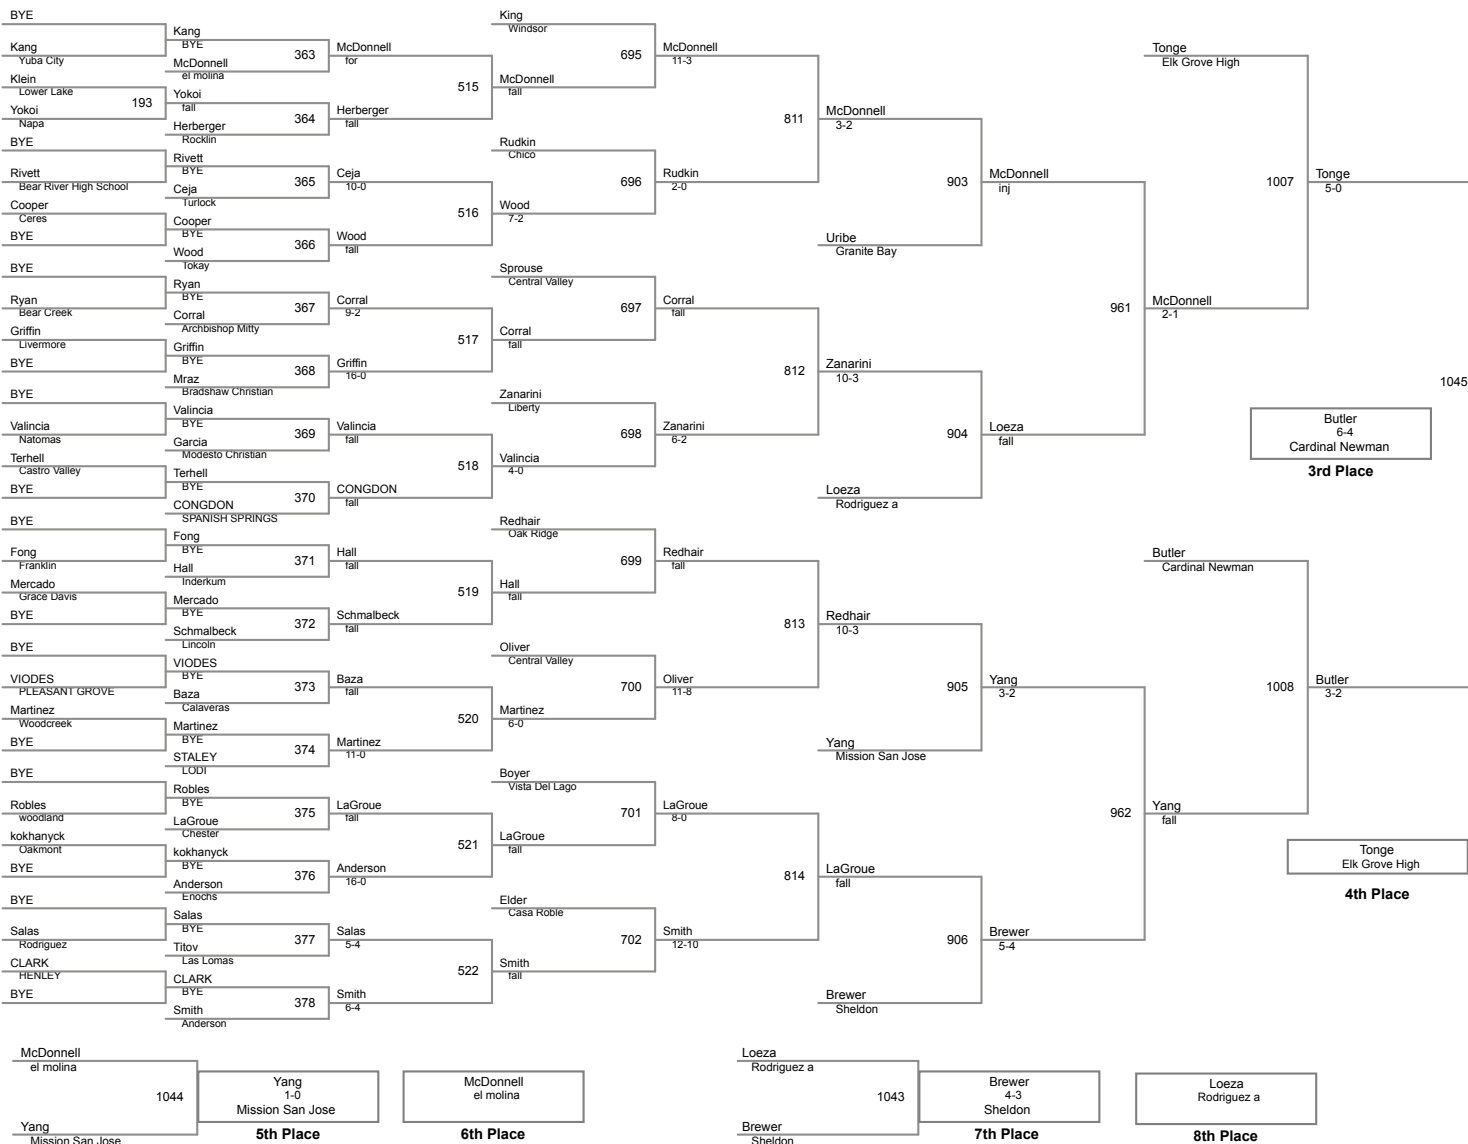 BYE
Kang
Yuba City
Klein
Lower Lake
193
Yokoi
Napa
BYE
Rivett
Bear River High School
Cooper
Ceres
BYE
BYE
Ryan
Bear Creek
Griffin
Livermore
BYE
BYE
Valincia
Natomas
Terhell
Castro Valley
BYE
BYE
Fong
Franklin
Mercado
Grace Davis
BYE
BYE
VIODES
PLEASANT GROVE
Martinez
Woodcreek
BYE
BYE
Robles
woodland
kokhanyck
Oakmont
BYE
BYE
Salas
Rodriguez
CLARK
HENLEY
BYE
Kang
BYE
363
McDonnell
el molina
Yokoi
fall
364
Herberger
Rocklin
Rivett
BYE
365
Ceja
Turlock
Cooper
BYE
366
Wood
Tokay
Ryan
BYE
367
Corral
Archbishop Mitty
Griffin
BYE
368
Mraz
Bradshaw Christian
Valincia
BYE
369
Garcia
Modesto Christian
Terhell
BYE
370
CONGDON
SPANISH SPRINGS
Fong
BYE
371
Hall
Inderkum
Mercado
BYE
372
Schmalbeck
Lincoln
VIODES
BYE
373
Baza
Calaveras
Martinez
BYE
374
STALEY
LODI
Robles
BYE
375
LaGroue
Chester
kokhanyck
BYE
376
Anderson
Enochs
Salas
BYE
377
Titov
Las Lomas
CLARK
BYE
378
Smith
Anderson
McDonnell
for
515
Herberger
fall
Ceja
10-0
516
Wood
fall
Corral
9-2
517
Griffin
16-0
Valincia
fall
518
CONGDON
fall
Hall
fall
519
Schmalbeck
fall
Baza
fall
520
Martinez
11-0
LaGroue
fall
521
Anderson
16-0
Salas
5-4
522
Smith
6-4
King
Windsor
695
McDonnell
fall
Rudkin
Chico
696
Wood
7-2
Sprouse
Central Valley
697
Corral
fall
Zanarini
Liberty
698
Valincia
4-0
Redhair
Oak Ridge
699
Hall
fall
Oliver
Central Valley
700
Martinez
6-0
Boyer
Vista Del Lago
701
LaGroue
fall
Elder
Casa Roble
702
Smith
fall
McDonnell
11-3
811
Rudkin
2-0
Corral
fall
812
Zanarini
6-2
Redhair
fall
813
Oliver
11-8
LaGroue
8-0
814
Smith
12-10
McDonnell
3-2
903
Uribe
Granite Bay
Zanarini
10-3
904
Loeza
Rodriguez a
Redhair
10-3
905
Yang
Mission San Jose
LaGroue
fall
906
Brewer
Sheldon
McDonnell
inj
961
Loeza
fall
Yang
3-2
962
Brewer
5-4
Tonge
Elk Grove High
1007
McDonnell
2-1
Butler
Cardinal Newman
1008
Yang
fall
Tonge
5-0
1045
Butler
3-2
Butler
6-4
Cardinal Newman
3rd Place
Tonge
Elk Grove High
4th Place
McDonnell
el molina
1044
Yang
Mission San Jose
Yang
1-0
Mission San Jose
5th Place
McDonnell
el molina
6th Place
Loeza
Rodriguez a
1043
Brewer
Sheldon
Brewer
4-3
Sheldon
7th Place
Loeza
Rodriguez a
8th Place